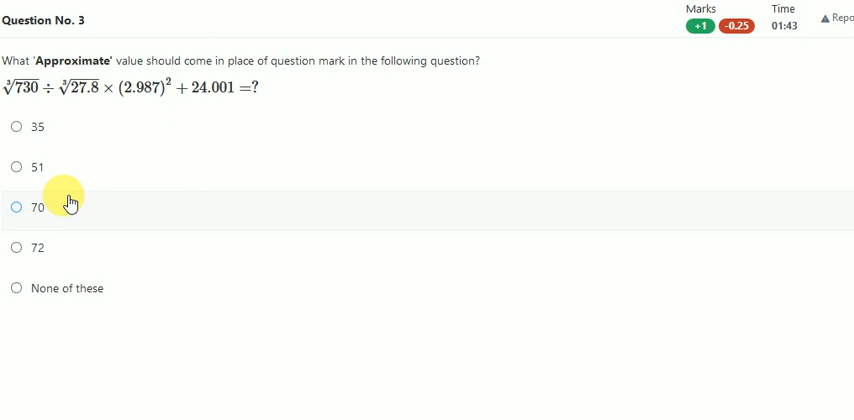 Marks Time
Question No. 3
+1 -0.25 01:43 Repo
What 'Approximate' value should come in place of question mark in the following question?
∛730 ÷ ∛27.8 × (2.987)² + 24.001 =?
35
51
70
72
None of these